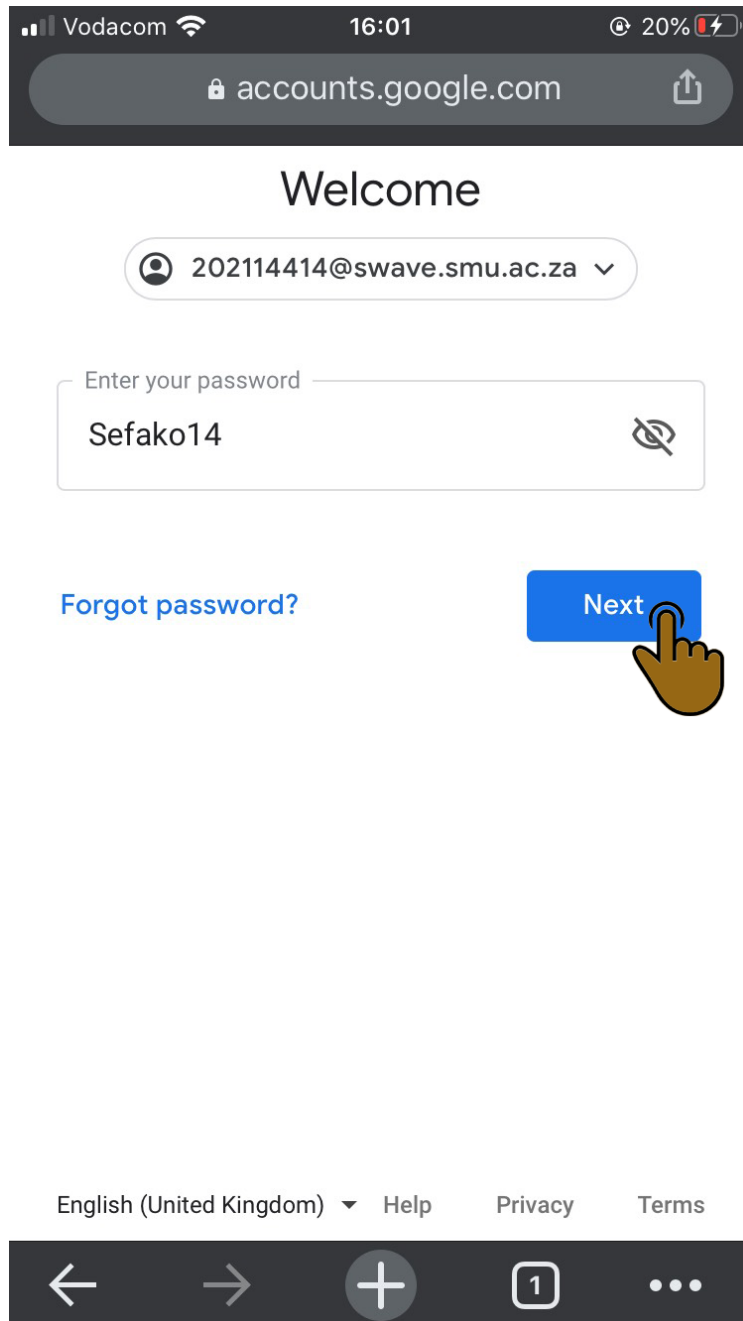 Vodacom 16:01 20%
accounts.google.com
Welcome
202114414@swave.smu.ac.za
Enter your password
Sefako14
Forgot password? Next
English (United Kingdom) Help Privacy Terms
1